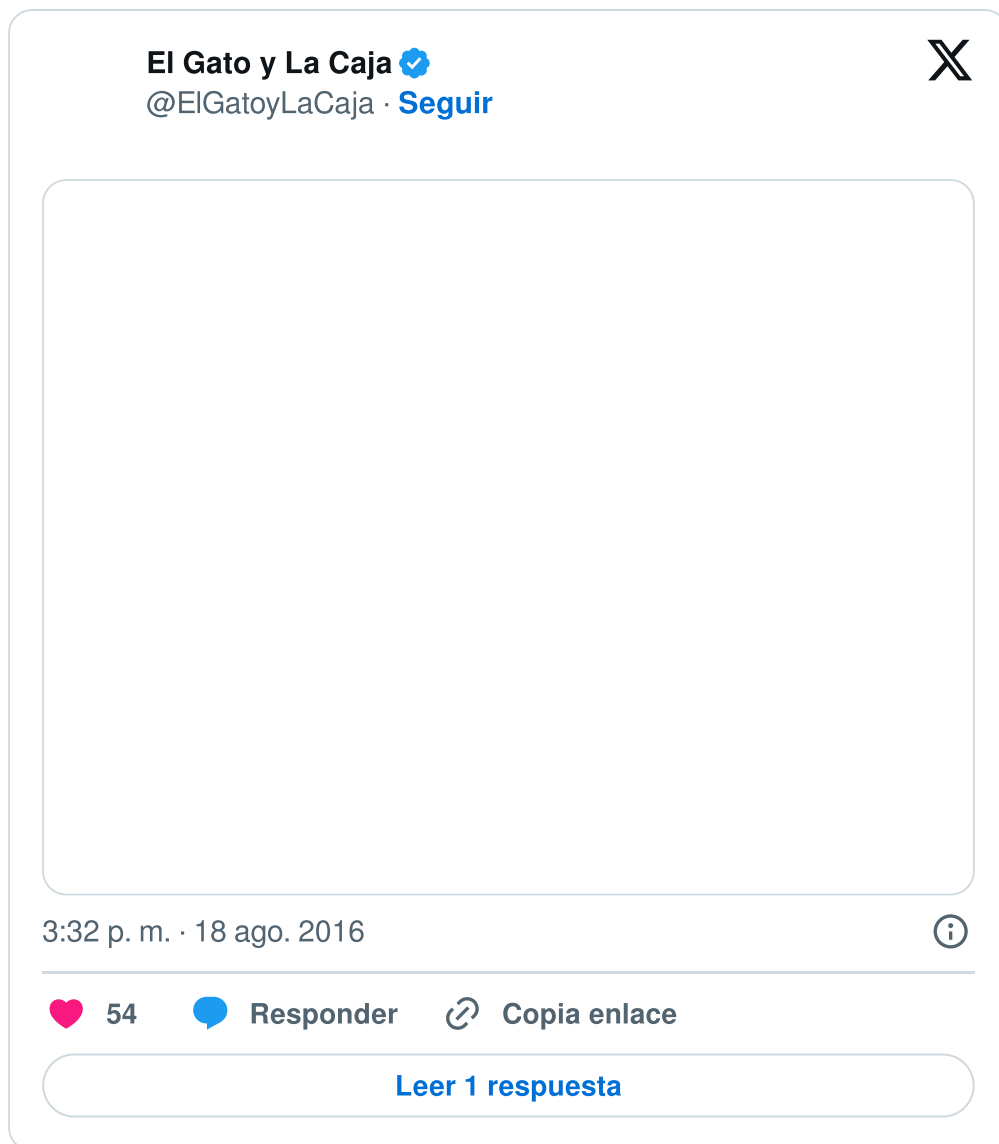 El Gato y La Caja
@ElGatoyLaCaja · Seguir
3:32 p. m. · 18 ago. 2016
54 Responder Copia enlace
Leer 1 respuesta